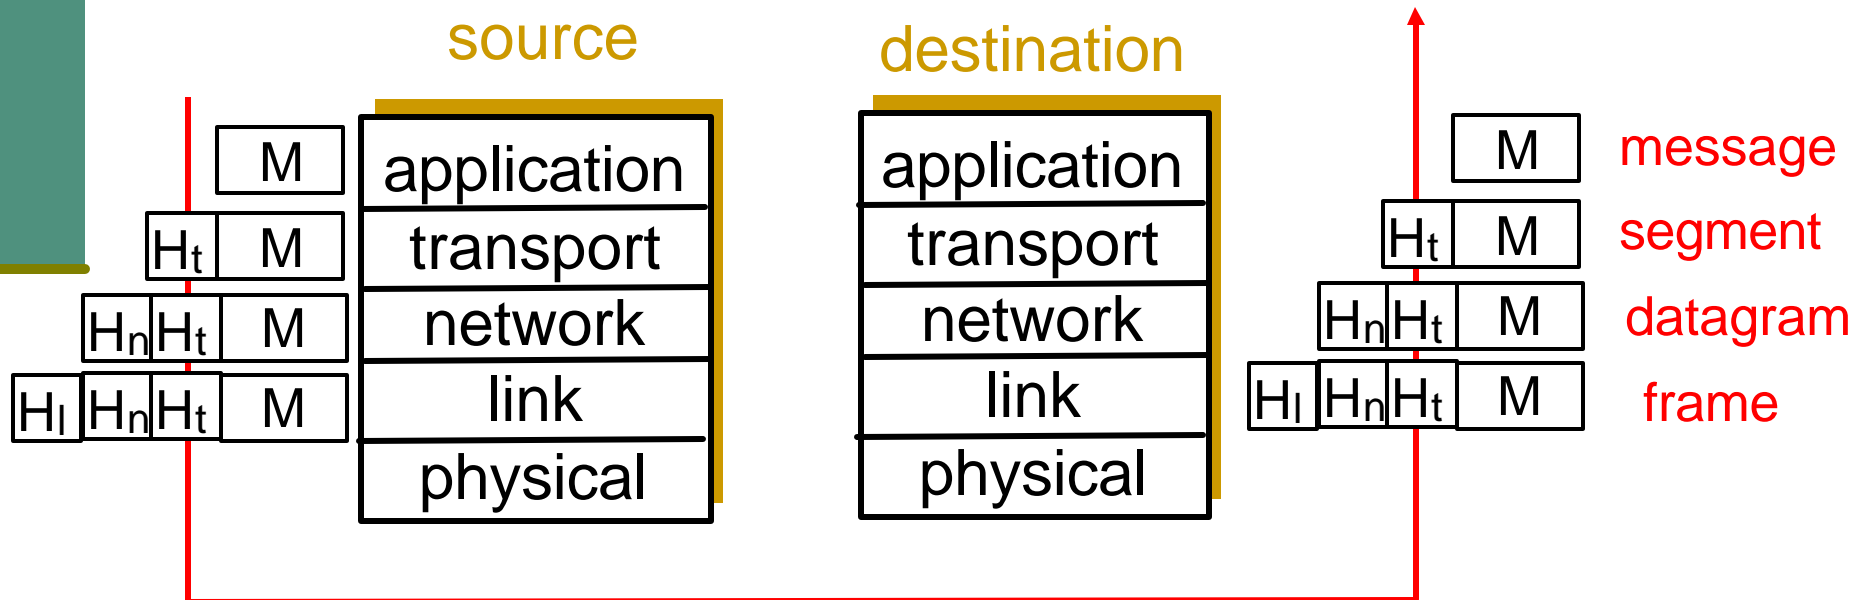 source destination
M application application M message
Ht M transport transport Ht M segment
Hn Ht M network network Hn Ht M datagram
Hl Hn Ht M link link Hl Hn Ht M frame
physical physical